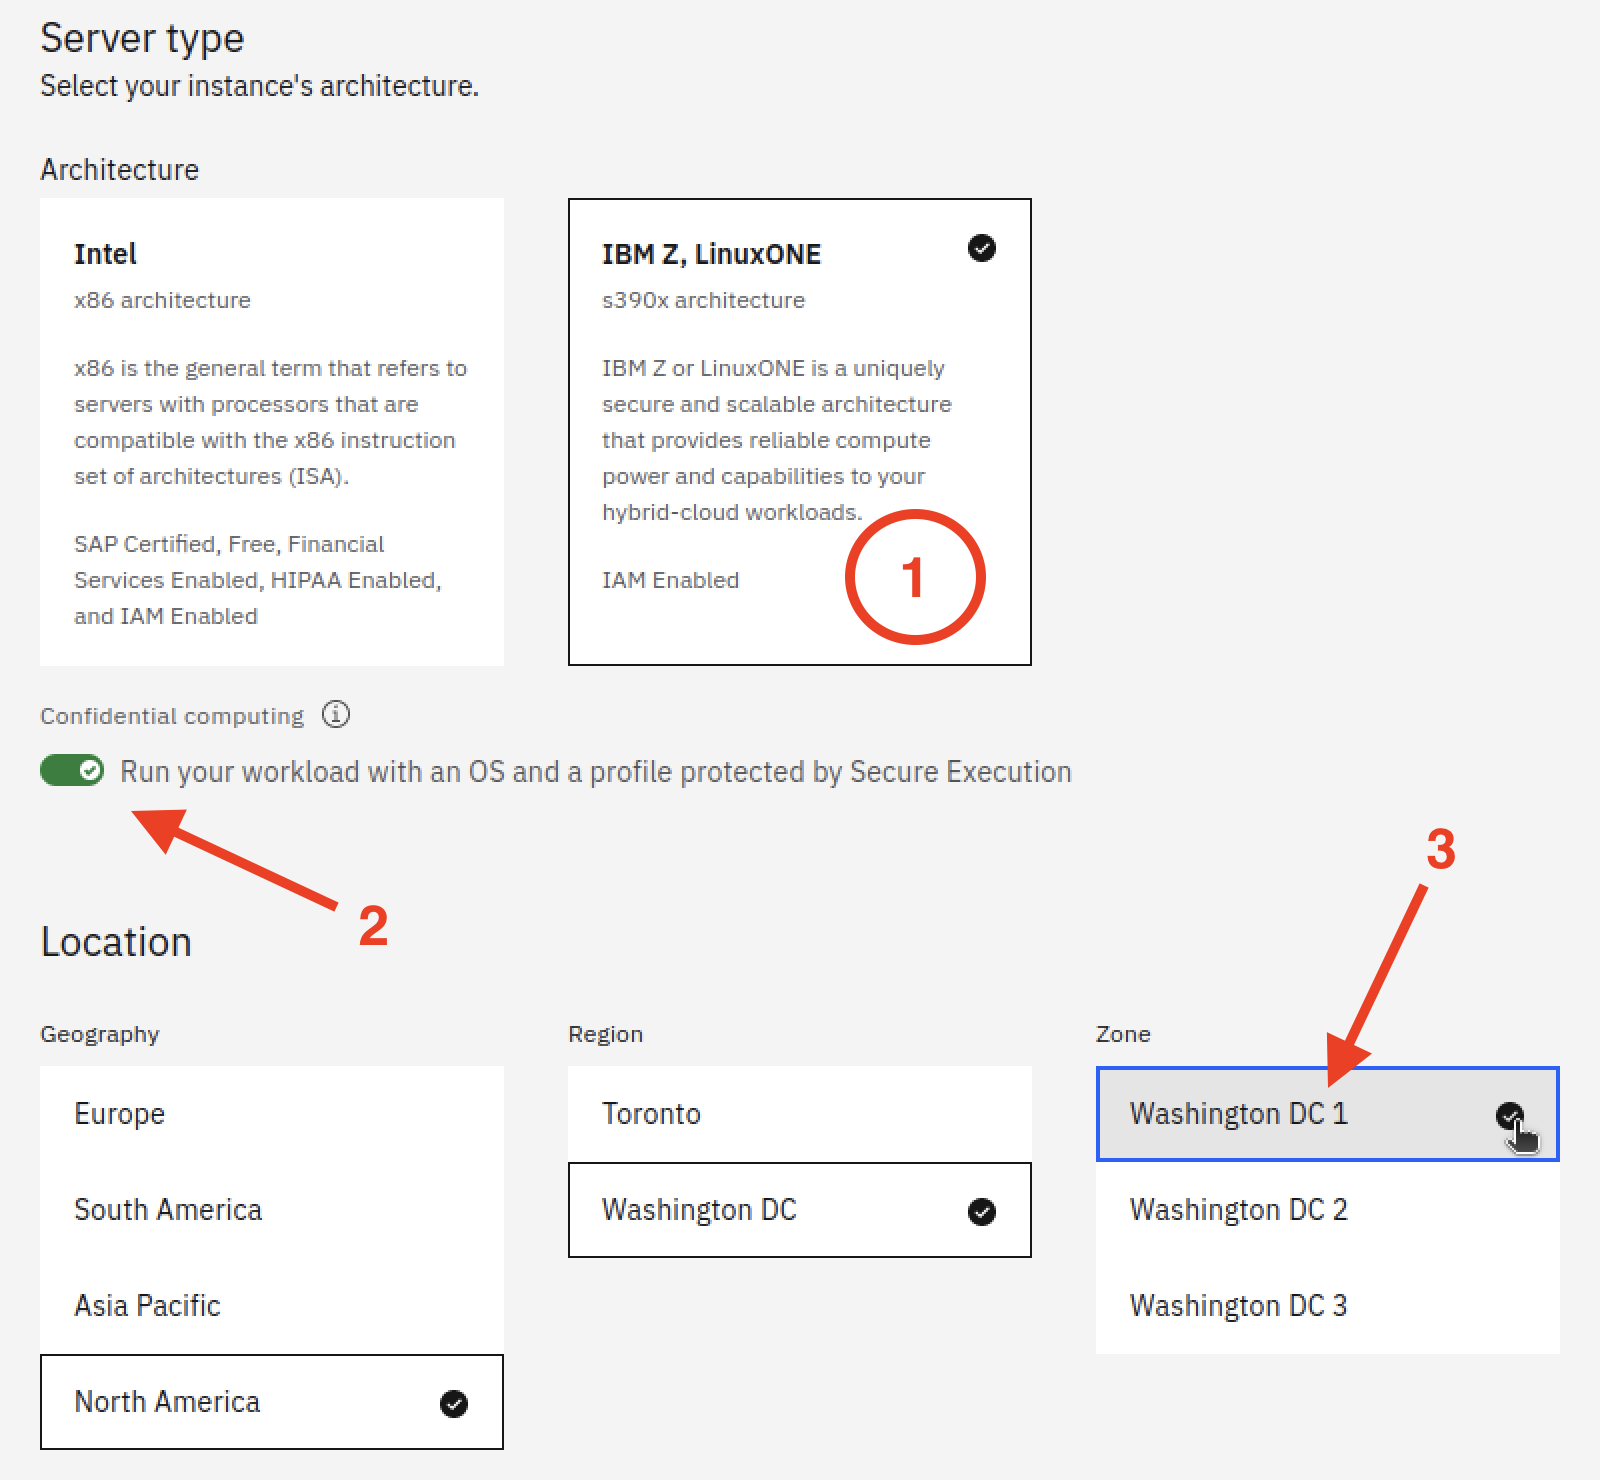 Server type
Select your instance's architecture.
Architecture
Intel
x86 architecture
x86 is the general term that refers to
servers with processors that are
compatible with the x86 instruction
set of architectures (ISA).
SAP Certified, Free, Financial
Services Enabled, HIPAA Enabled,
and IAM Enabled
IBM Z, LinuxONE
s390x architecture
IBM Z or LinuxONE is a uniquely
secure and scalable architecture
that provides reliable compute
power and capabilities to your
hybrid-cloud workloads.
IAM Enabled
1
Confidential computing
Run your workload with an OS and a profile protected by Secure Execution
2
3
Location
Geography
Europe
South America
Asia Pacific
North America
Region
Toronto
Washington DC
Zone
Washington DC 1
Washington DC 2
Washington DC 3